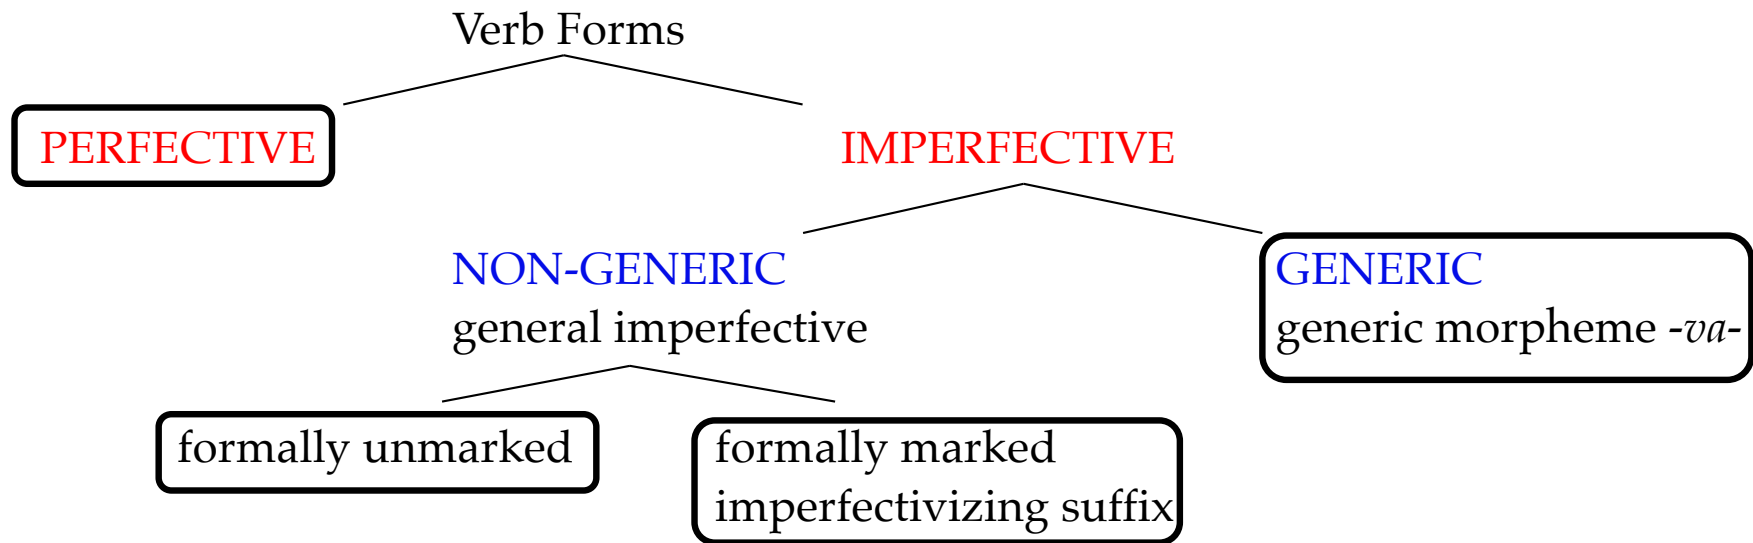 Verb Forms
PERFECTIVE
IMPERFECTIVE
NON-GENERIC
general imperfective
GENERIC
generic morpheme -va-
formally unmarked
formally marked
imperfectivizing suffix